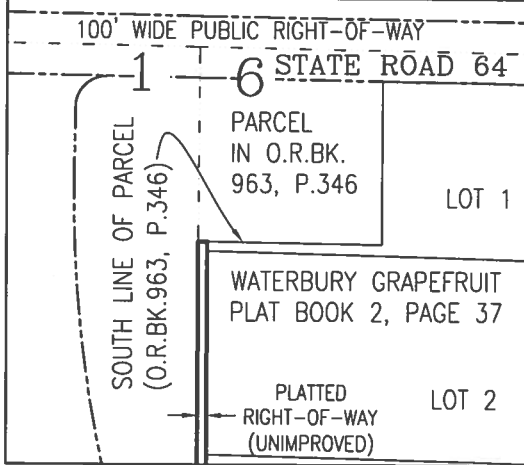 100' WIDE PUBLIC RIGHT-OF-WAY
1 6 STATE ROAD 64
PARCEL
IN O.R.BK.
963, P.346
LOT 1
SOUTH LINE OF PARCEL
(O.R.BK.963, P.346)
WATERBURY GRAPEFRUIT
PLAT BOOK 2, PAGE 37
PLATTED
RIGHT-OF-WAY
(UNIMPROVED)
LOT 2